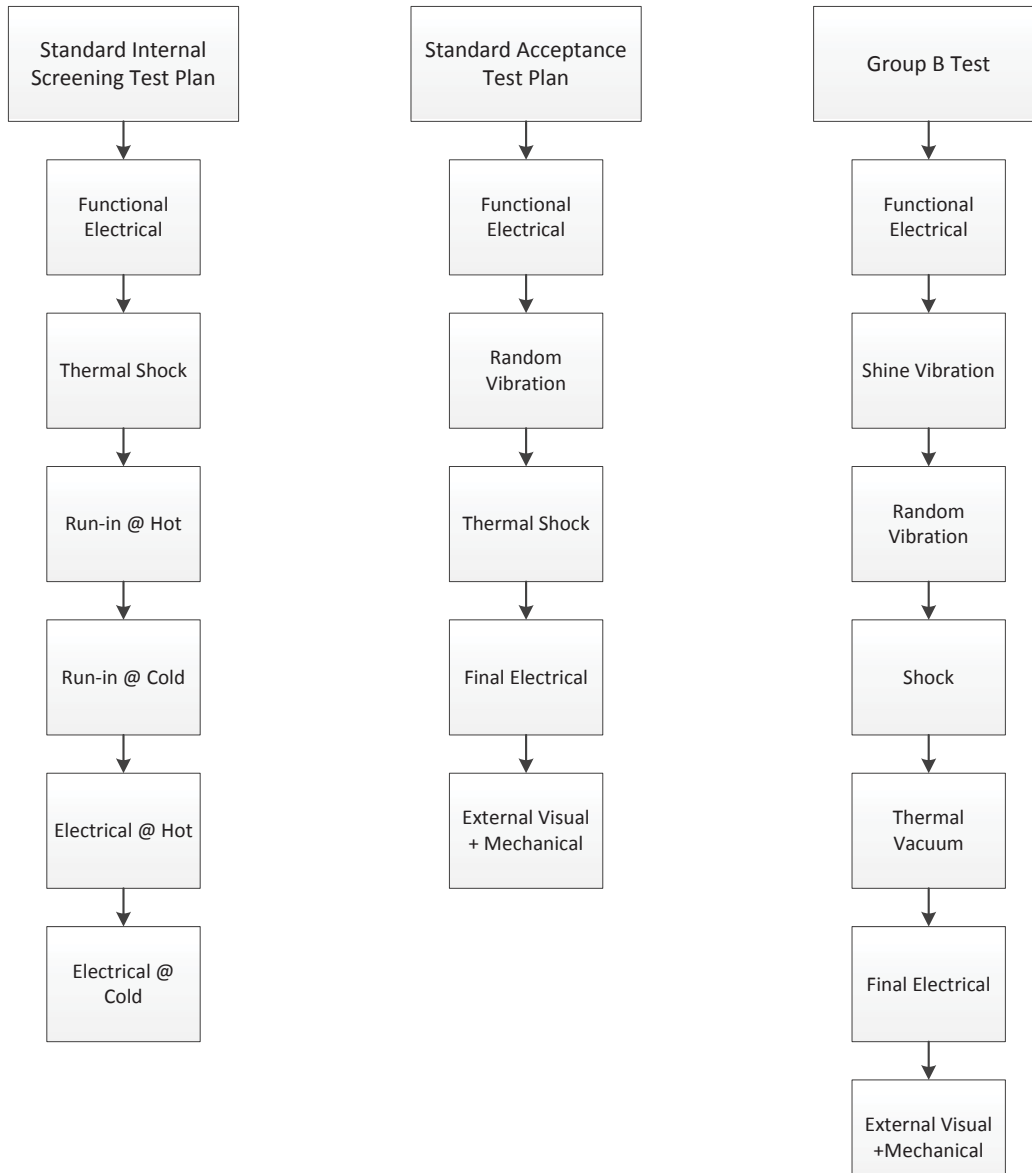 Standard Internal
Screening Test Plan
Functional
Electrical
Thermal Shock
Run-in @ Hot
Run-in @ Cold
Electrical @ Hot
Electrical @
Cold
Standard Acceptance
Test Plan
Functional
Electrical
Random
Vibration
Thermal Shock
Final Electrical
External Visual
+ Mechanical
Group B Test
Functional
Electrical
Shine Vibration
Random
Vibration
Shock
Thermal
Vacuum
Final Electrical
External Visual
+Mechanical